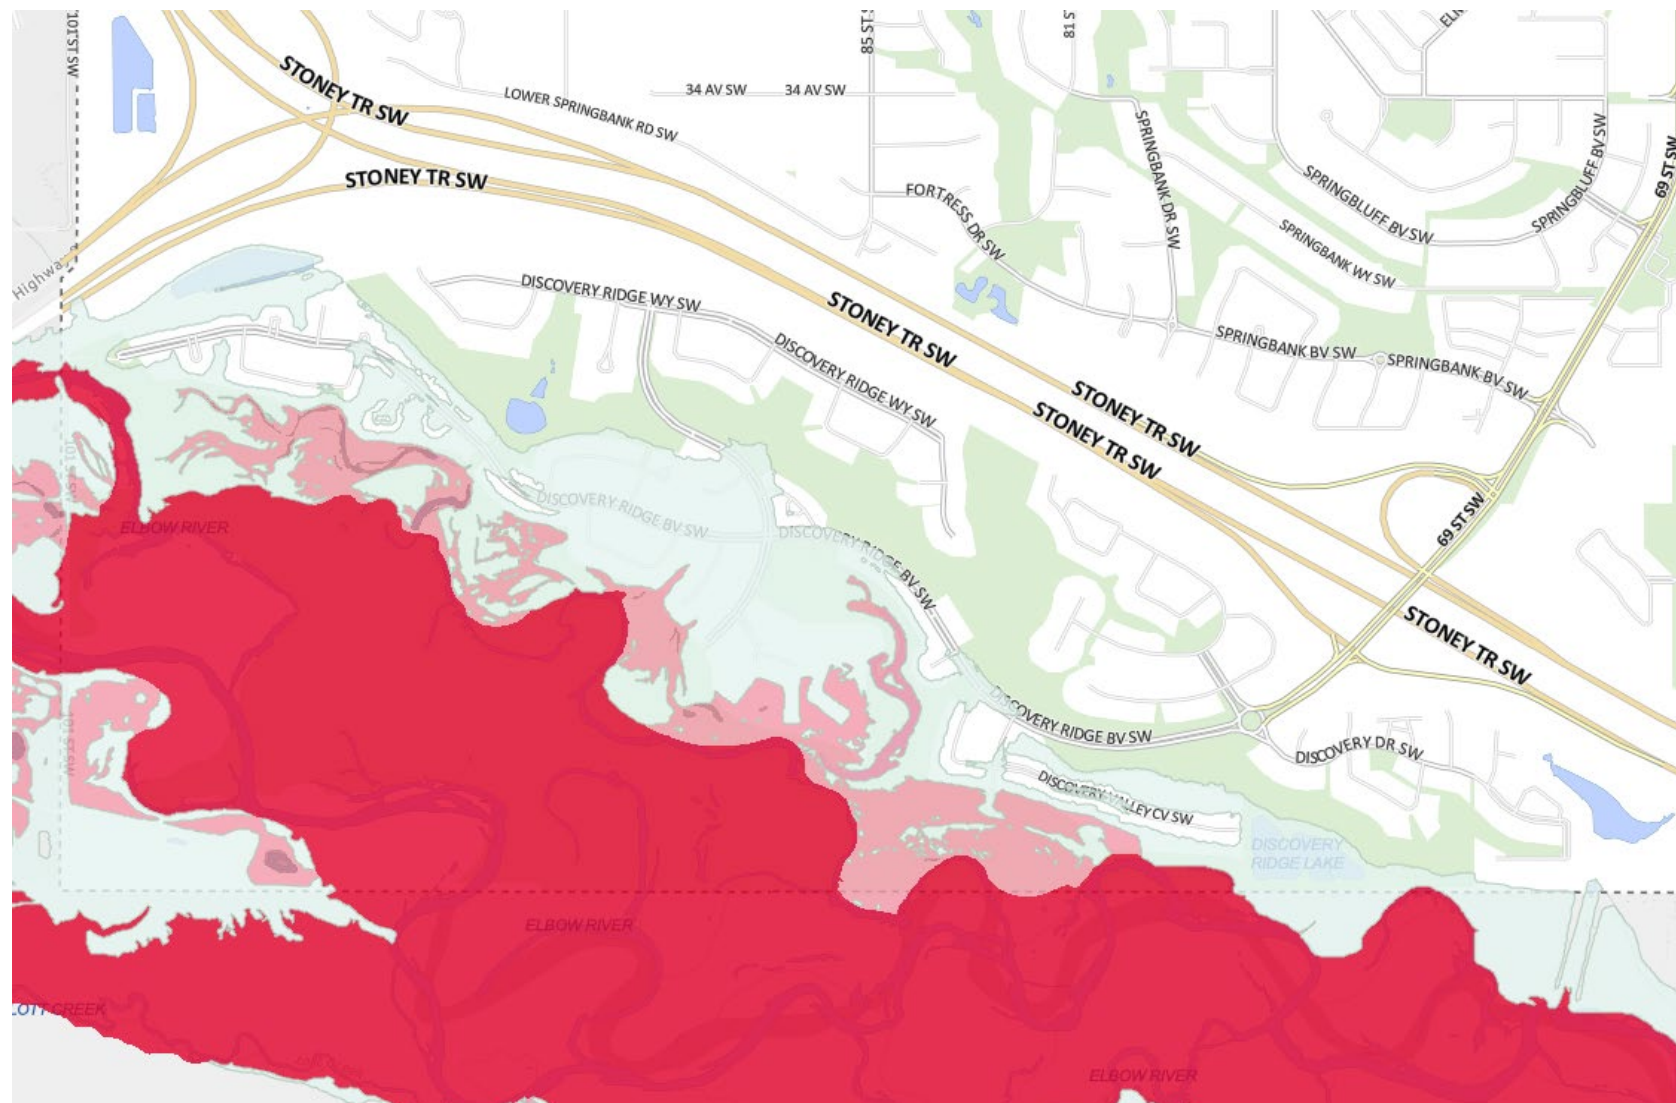 101 ST SW
85 ST S
81 S
STONEY TR SW
LOWER SPRINGBANK RD SW
34 AV SW
34 AV SW
STONEY TR SW
FORTRESS DR SW
SPRINGBANK DR SW
SPRINGBLUFF BV SW
SPRINGBLUFF BV SW
69 ST SW
SPRINGBANK WY SW
Highway
DISCOVERY RIDGE WY SW
STONEY TR SW
DISCOVERY RIDGE WY SW
SPRINGBANK BV SW
SPRINGBANK BV SW
STONEY TR SW
STONEY TR SW
101 ST SW
DISCOVERY RIDGE BV SW
DISCOVERY RIDGE BV SW
69 ST SW
ELBOW RIVER
STONEY TR SW
101 ST SW
DISCOVERY RIDGE BV SW
DISCOVERY DR SW
DISCOVERY VALLEY CV SW
DISCOVERY
RIDGE LAKE
ELBOW RIVER
LOTT CREEK
ELBOW RIVER